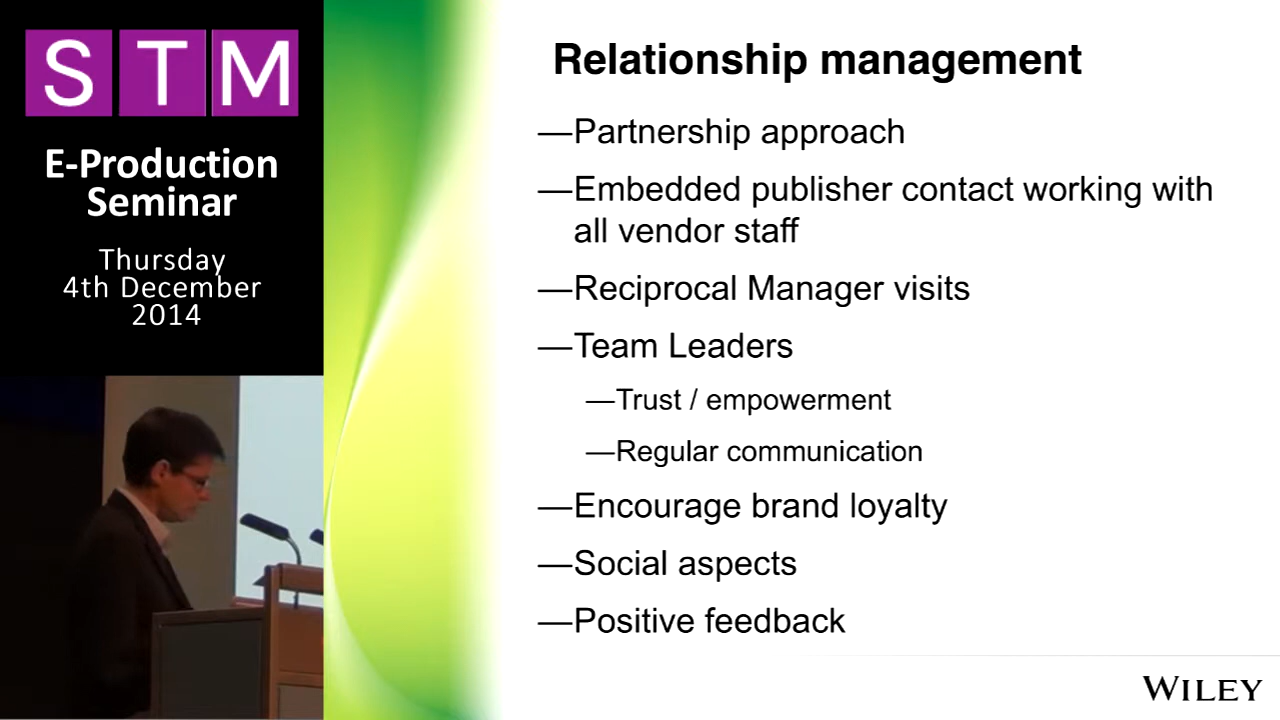 STM
E-Production
Seminar
Thursday
4th December
2014
Relationship management
—Partnership approach
—Embedded publisher contact working with
all vendor staff
—Reciprocal Manager visits
—Team Leaders
—Trust / empowerment
—Regular communication
—Encourage brand loyalty
—Social aspects
—Positive feedback
WILEY